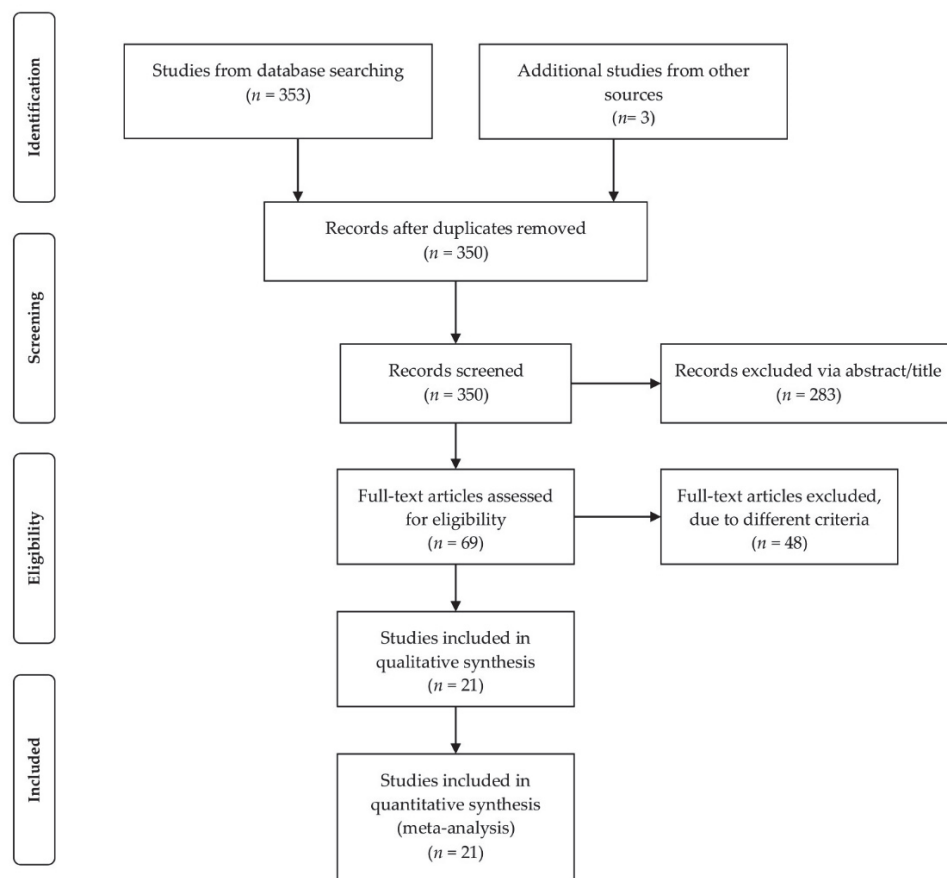 Identification
Studies from database searching
(n = 353)
Additional studies from other
sources
(n= 3)
Records after duplicates removed
(n = 350)
Screening
Records screened
(n = 350)
Records excluded via abstract/title
(n = 283)
Eligibility
Full-text articles assessed
for eligibility
(n = 69)
Full-text articles excluded,
due to different criteria
(n = 48)
Studies included in
qualitative synthesis
(n = 21)
Included
Studies included in
quantitative synthesis
(meta-analysis)
(n = 21)